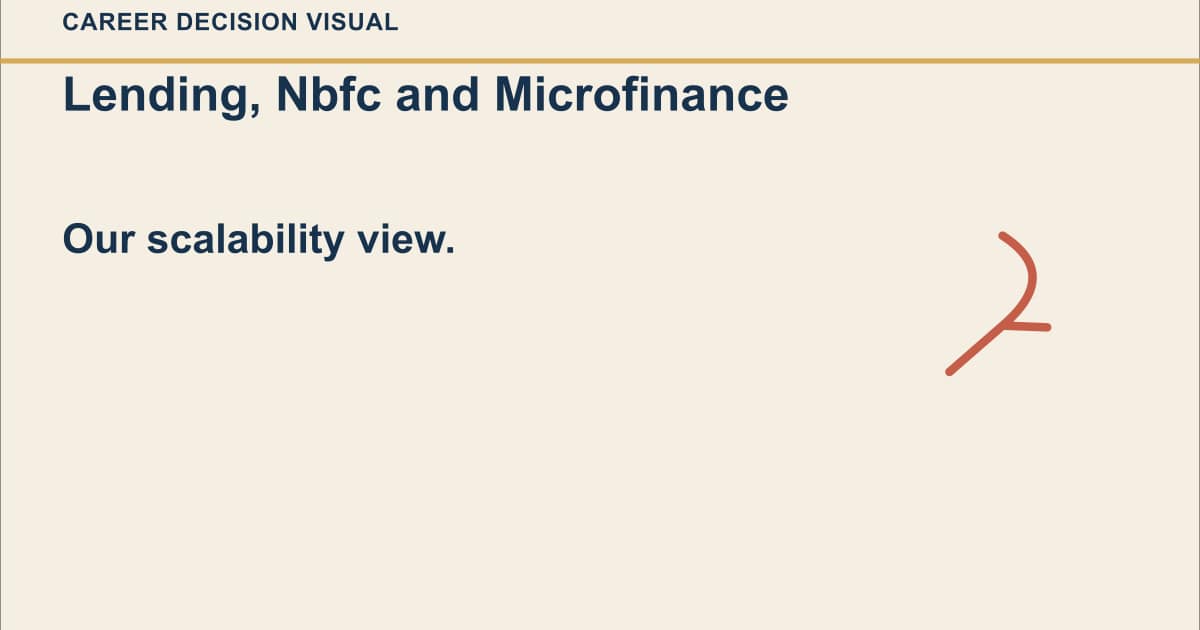 CAREER DECISION VISUAL
Lending, Nbfc and Microfinance
Our scalability view.